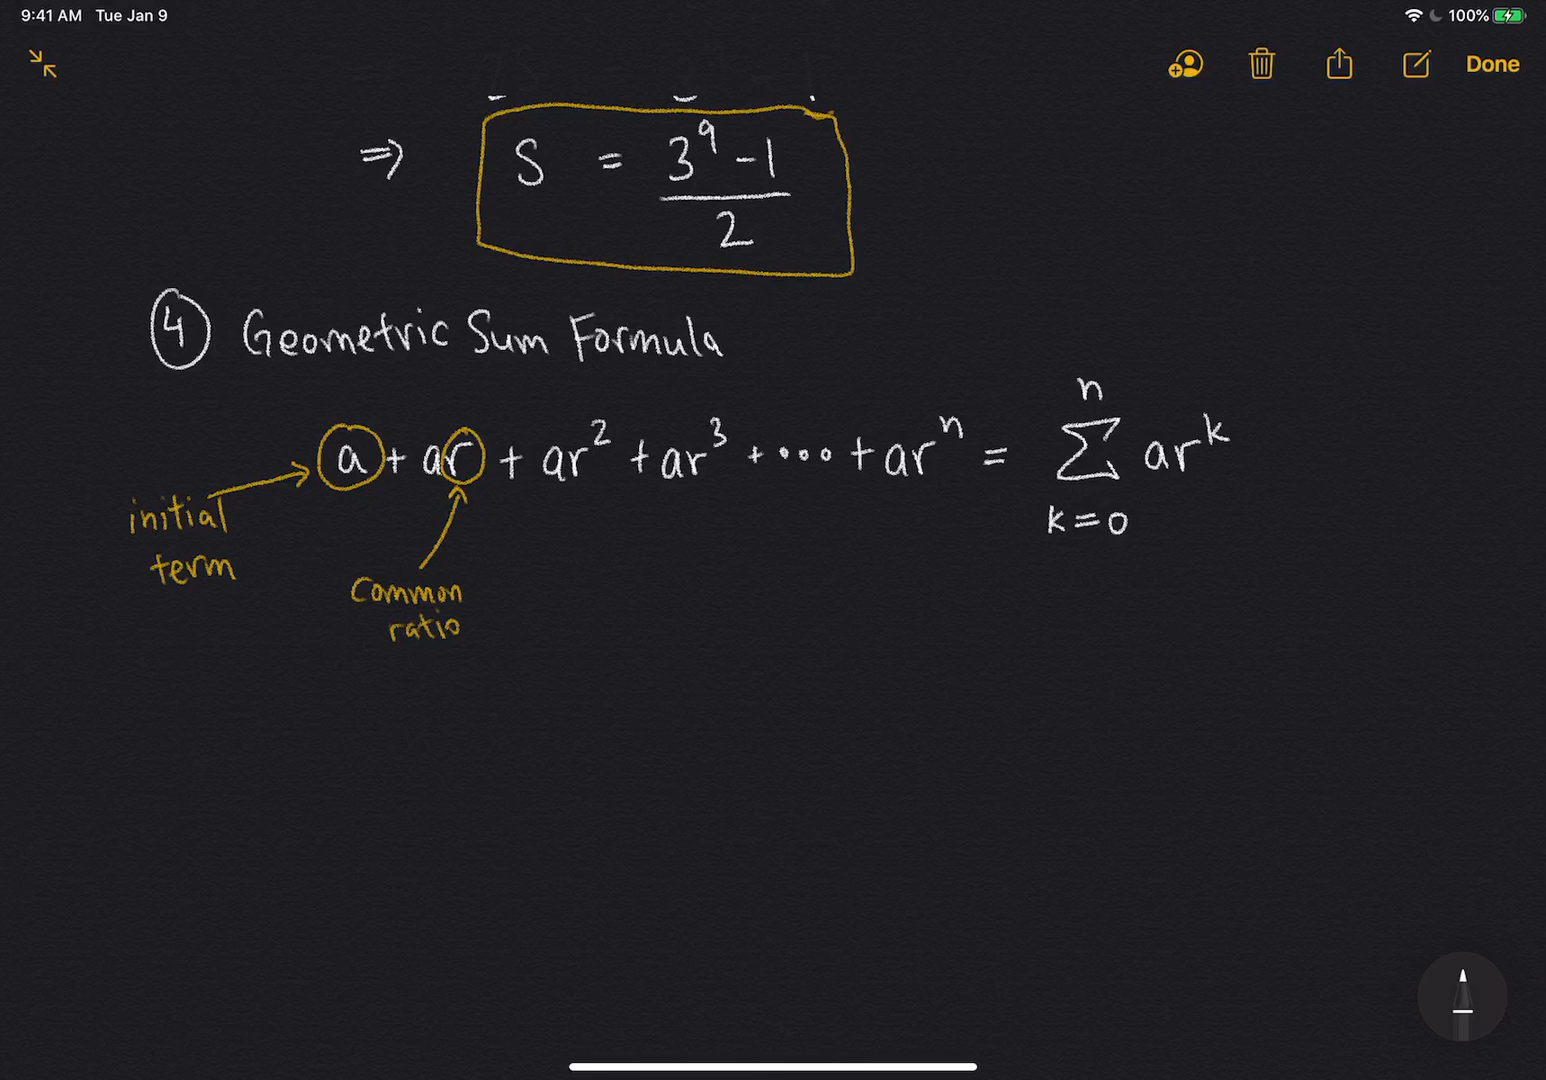 9:41 AM Tue Jan 9 100%
Done
⇒ S = (3^9 - 1)/2
④ Geometric Sum Formula
a + ar + ar^2 + ar^3 + ... + ar^n = ∑_{k=0}^{n} ar^k
initial
term
Common
ratio